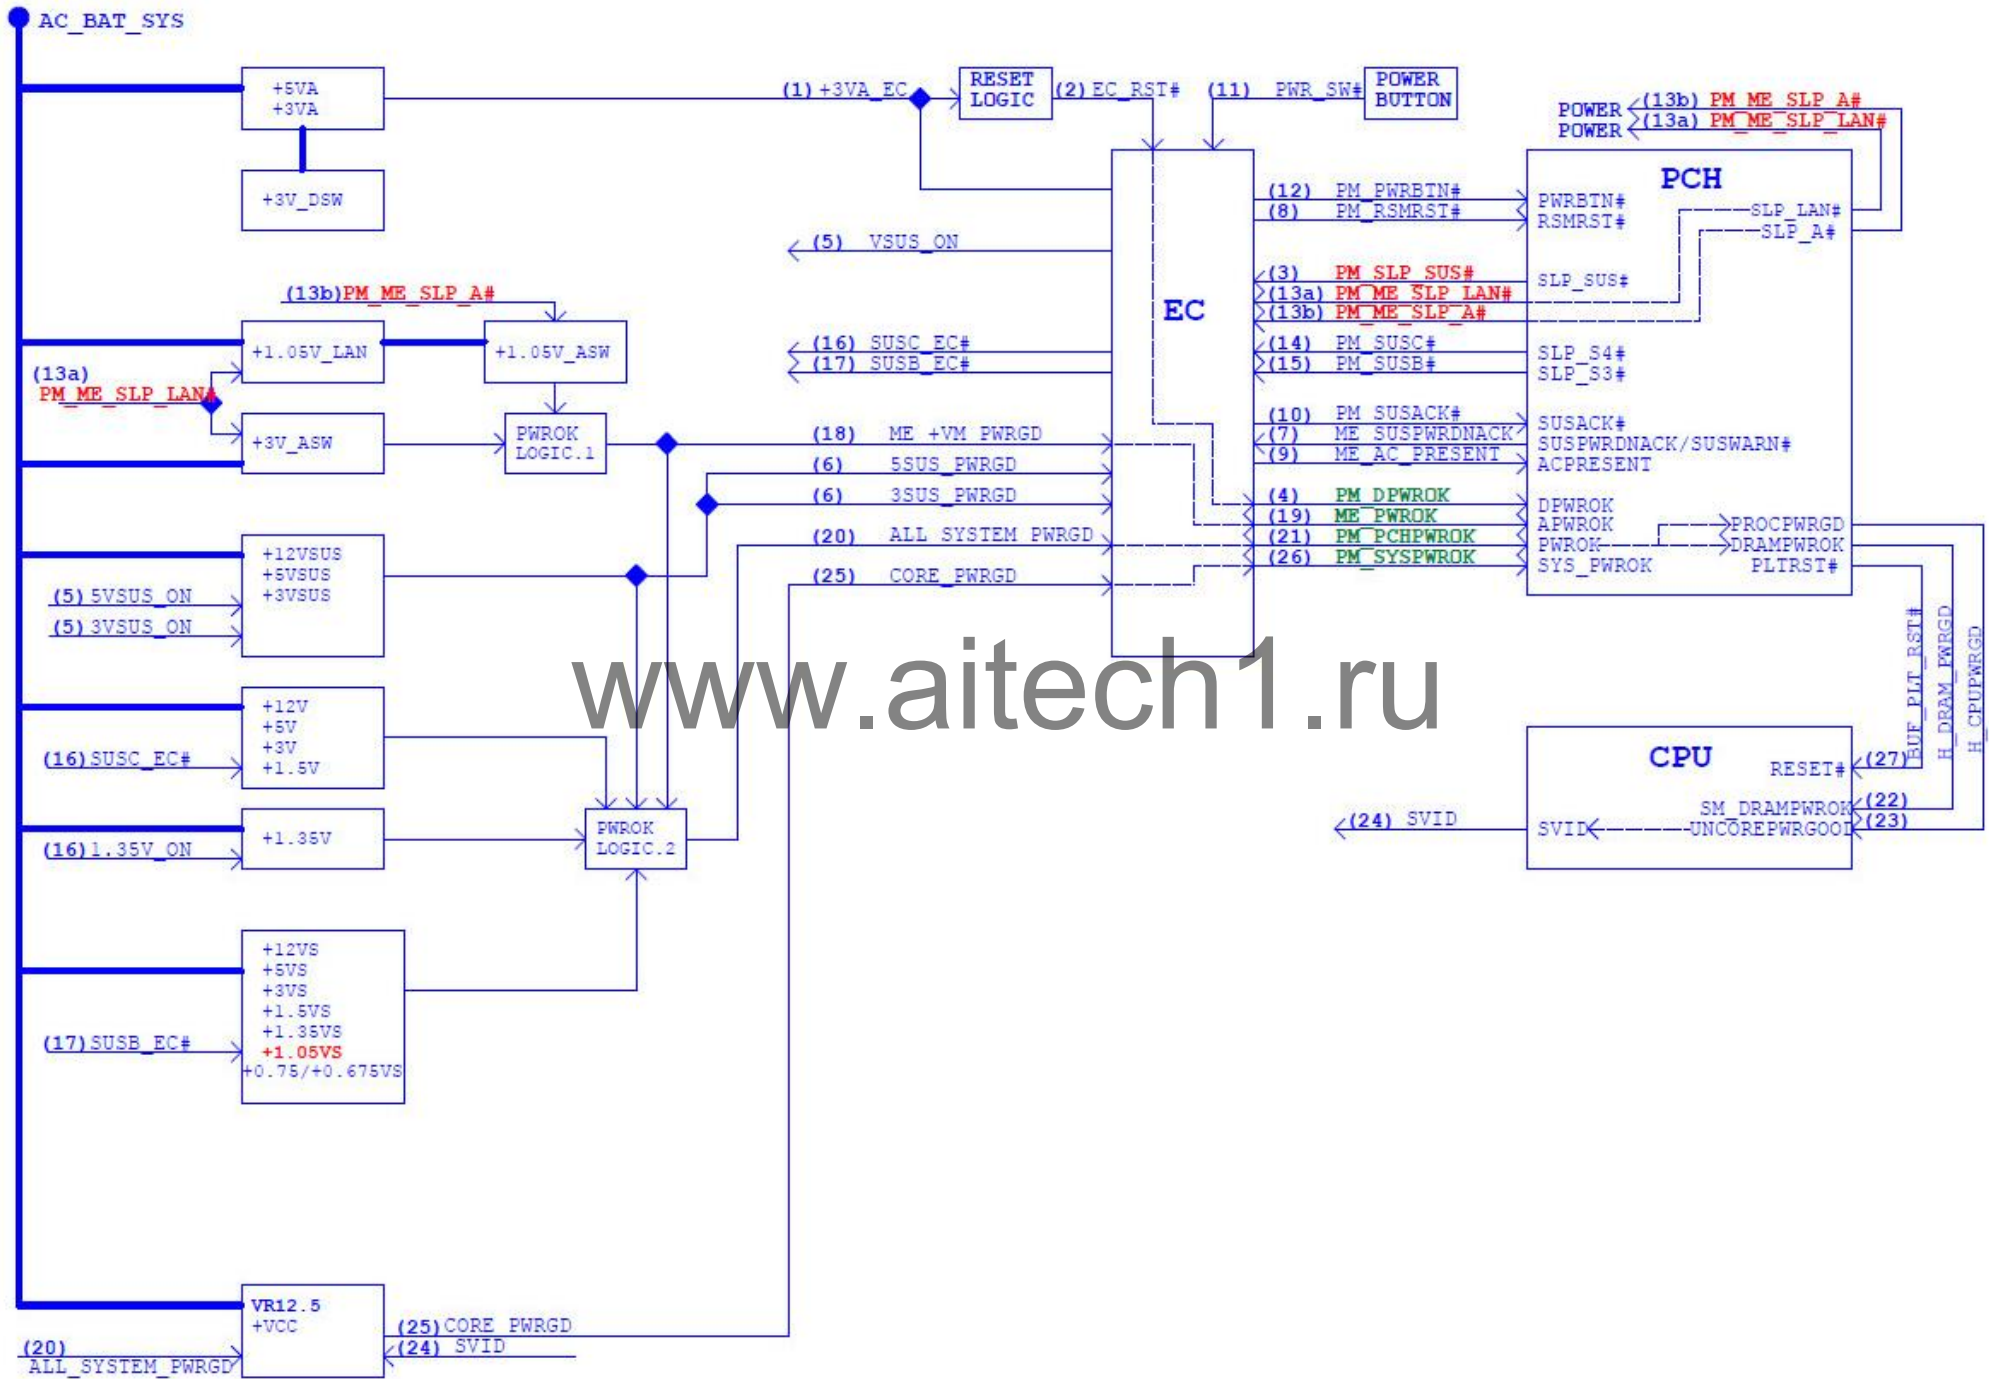 AC_BAT_SYS
+5VA
+3VA
+3V_DSW
(1) +3VA_EC
RESET
LOGIC
(2) EC_RST#
(11) PWR_SW#
POWER
BUTTON
POWER (13b) PM_ME_SLP_A#
POWER (13a) PM_ME_SLP_LAN#
EC
PCH
(12) PM_PWRBTN#
PWRBTN#
(8) PM_RSMRST#
RSMRST#
SLP_LAN#
SLP_A#
(5) VSUS_ON
(3) PM_SLP_SUS#
SLP_SUS#
(13a) PM_ME_SLP_LAN#
(13b) PM_ME_SLP_A#
(13b) PM_ME_SLP_A#
+1.05V_LAN
+1.05V_ASW
(13a)
PM_ME_SLP_LAN#
+3V_ASW
PWROK
LOGIC.1
(16) SUSC_EC#
(17) SUSB_EC#
(14) PM_SUSC#
SLP_S4#
(15) PM_SUSB#
SLP_S3#
(10) PM_SUSACK#
SUSACK#
(7) ME_SUSPWRDNACK
SUSPWRDNACK/SUSWARN#
(9) ME_AC_PRESENT
ACPRESENT
(18) ME_+VM_PWRGD
(6) 5SUS_PWRGD
(6) 3SUS_PWRGD
(20) ALL_SYSTEM_PWRGD
(25) CORE_PWRGD
(4) PM_DPWROK
DPWROK
(19) ME_PWROK
APWROK
(21) PM_PCHPWROK
PWROK
(26) PM_SYSPWROK
SYS_PWROK
PROCPWRGD
DRAMPWROK
PLTRST#
BUF_PLT_RST#
H_DRAM_PWRGD
H_CPUPWRGD
+12VSUS
+5VSUS
+3VSUS
(5) 5VSUS_ON
(5) 3VSUS_ON
www.aitech1.ru
+12V
+5V
+3V
+1.5V
(16) SUSC_EC#
+1.35V
(16) 1.35V_ON
PWROK
LOGIC.2
CPU
RESET#
(27)
SM_DRAMPWROK
(22)
UNCOREPWRGOOD
(23)
(24) SVID
SVID
+12VS
+5VS
+3VS
+1.5VS
+1.35VS
+1.05VS
+0.75/+0.675VS
(17) SUSB_EC#
VR12.5
+VCC
(25) CORE_PWRGD
(24) SVID
(20)
ALL_SYSTEM_PWRGD